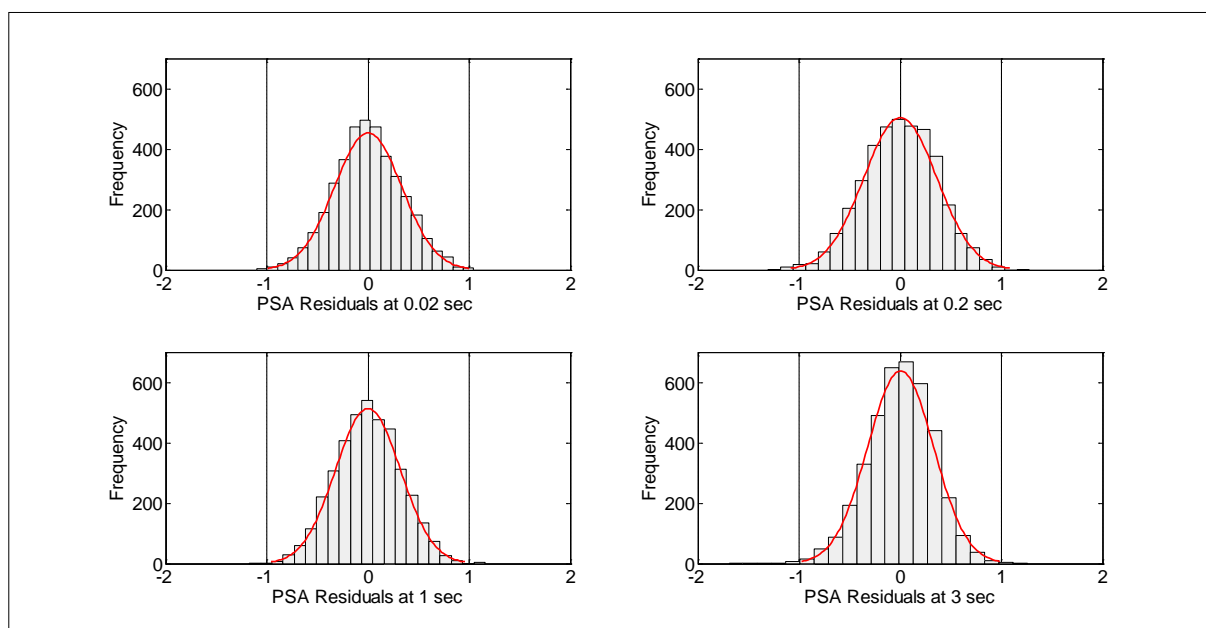 600
400
200
0
Frequency
-2 -1 0 1 2
PSA Residuals at 0.02 sec
600
400
200
0
Frequency
-2 -1 0 1 2
PSA Residuals at 0.2 sec
600
400
200
0
Frequency
-2 -1 0 1 2
PSA Residuals at 1 sec
600
400
200
0
Frequency
-2 -1 0 1 2
PSA Residuals at 3 sec